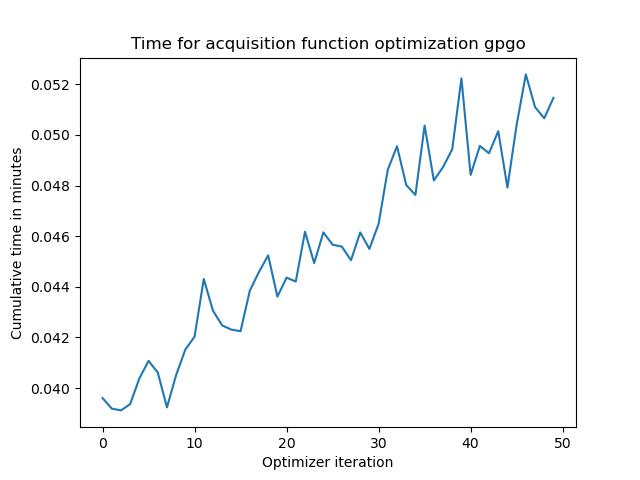 Time for acquisition function optimization gpgo
0.052
0.050
0.048
0.046
0.044
0.042
0.040
Cumulative time in minutes
0 10 20 30 40 50
Optimizer iteration